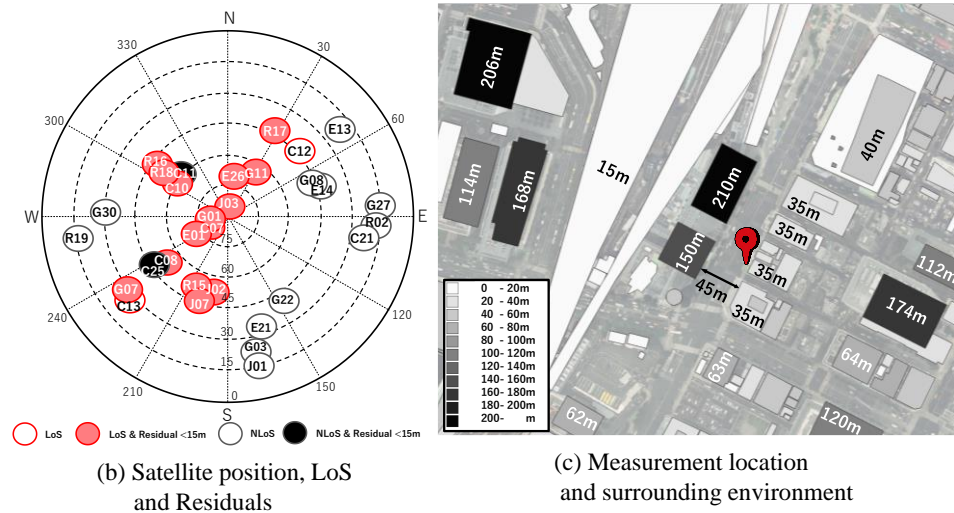 N
330
30
300
60
W
E
240
120
210
150
S
75
60
45
30
15
0
E13
R17
C12
R16
R18
C11
C10
E26
G11
G08
E14
J03
G27
R02
C21
G30
R19
G01
C07
E01
C08
C25
G07
C13
R15
J02
J07
G22
E21
G03
J01
LoS
LoS & Residual <15m
NLoS
NLoS & Residual <15m
(b) Satellite position, LoS
and Residuals
206m
114m
168m
15m
210m
150m
45m
40m
35m
35m
35m
35m
112m
174m
64m
63m
62m
120m
0 - 20m
20 - 40m
40 - 60m
60 - 80m
80 - 100m
100- 120m
120- 140m
140- 160m
160- 180m
180- 200m
200- m
(c) Measurement location
and surrounding environment